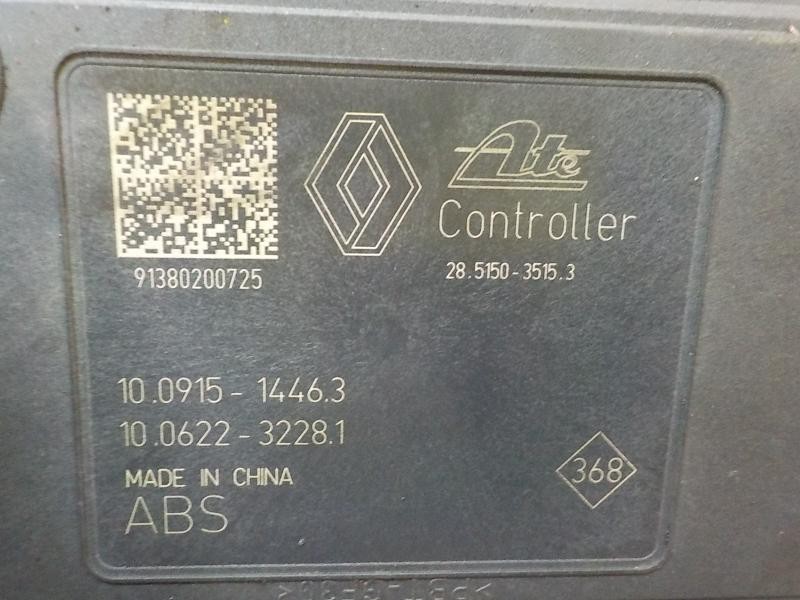 Ate
Controller
28.5150-3515.3
91380200725
10.0915-1446.3
10.0622-3228.1
MADE IN CHINA
ABS
368